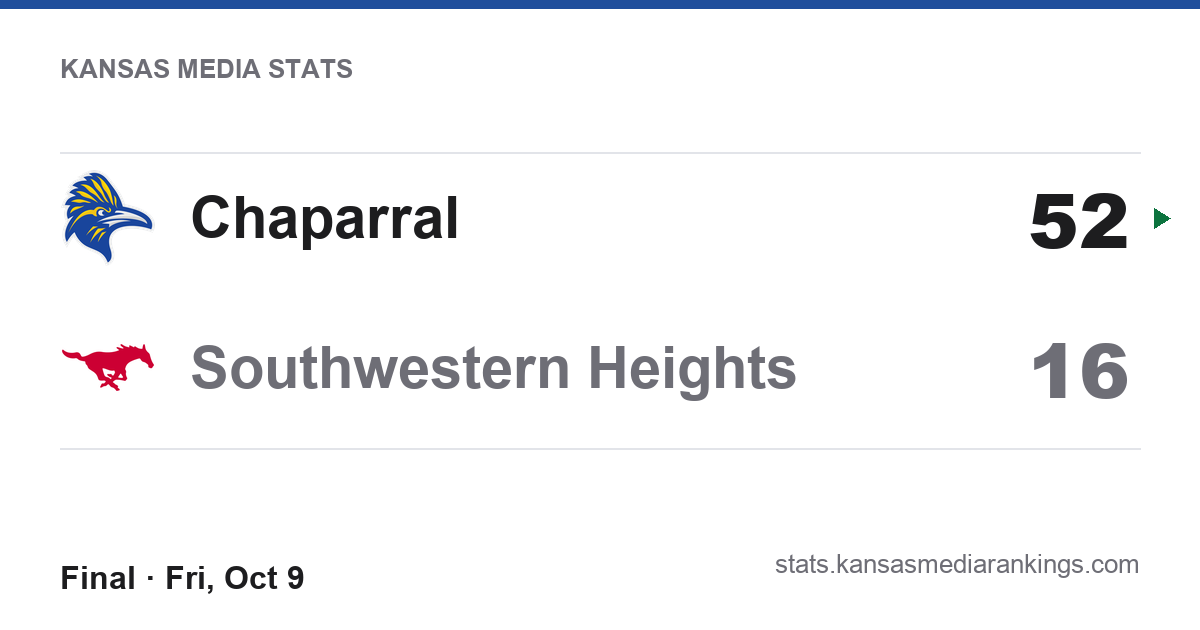 KANSAS MEDIA STATS
Chaparral 52
Southwestern Heights 16
Final · Fri, Oct 9
stats.kansasmediarankings.com